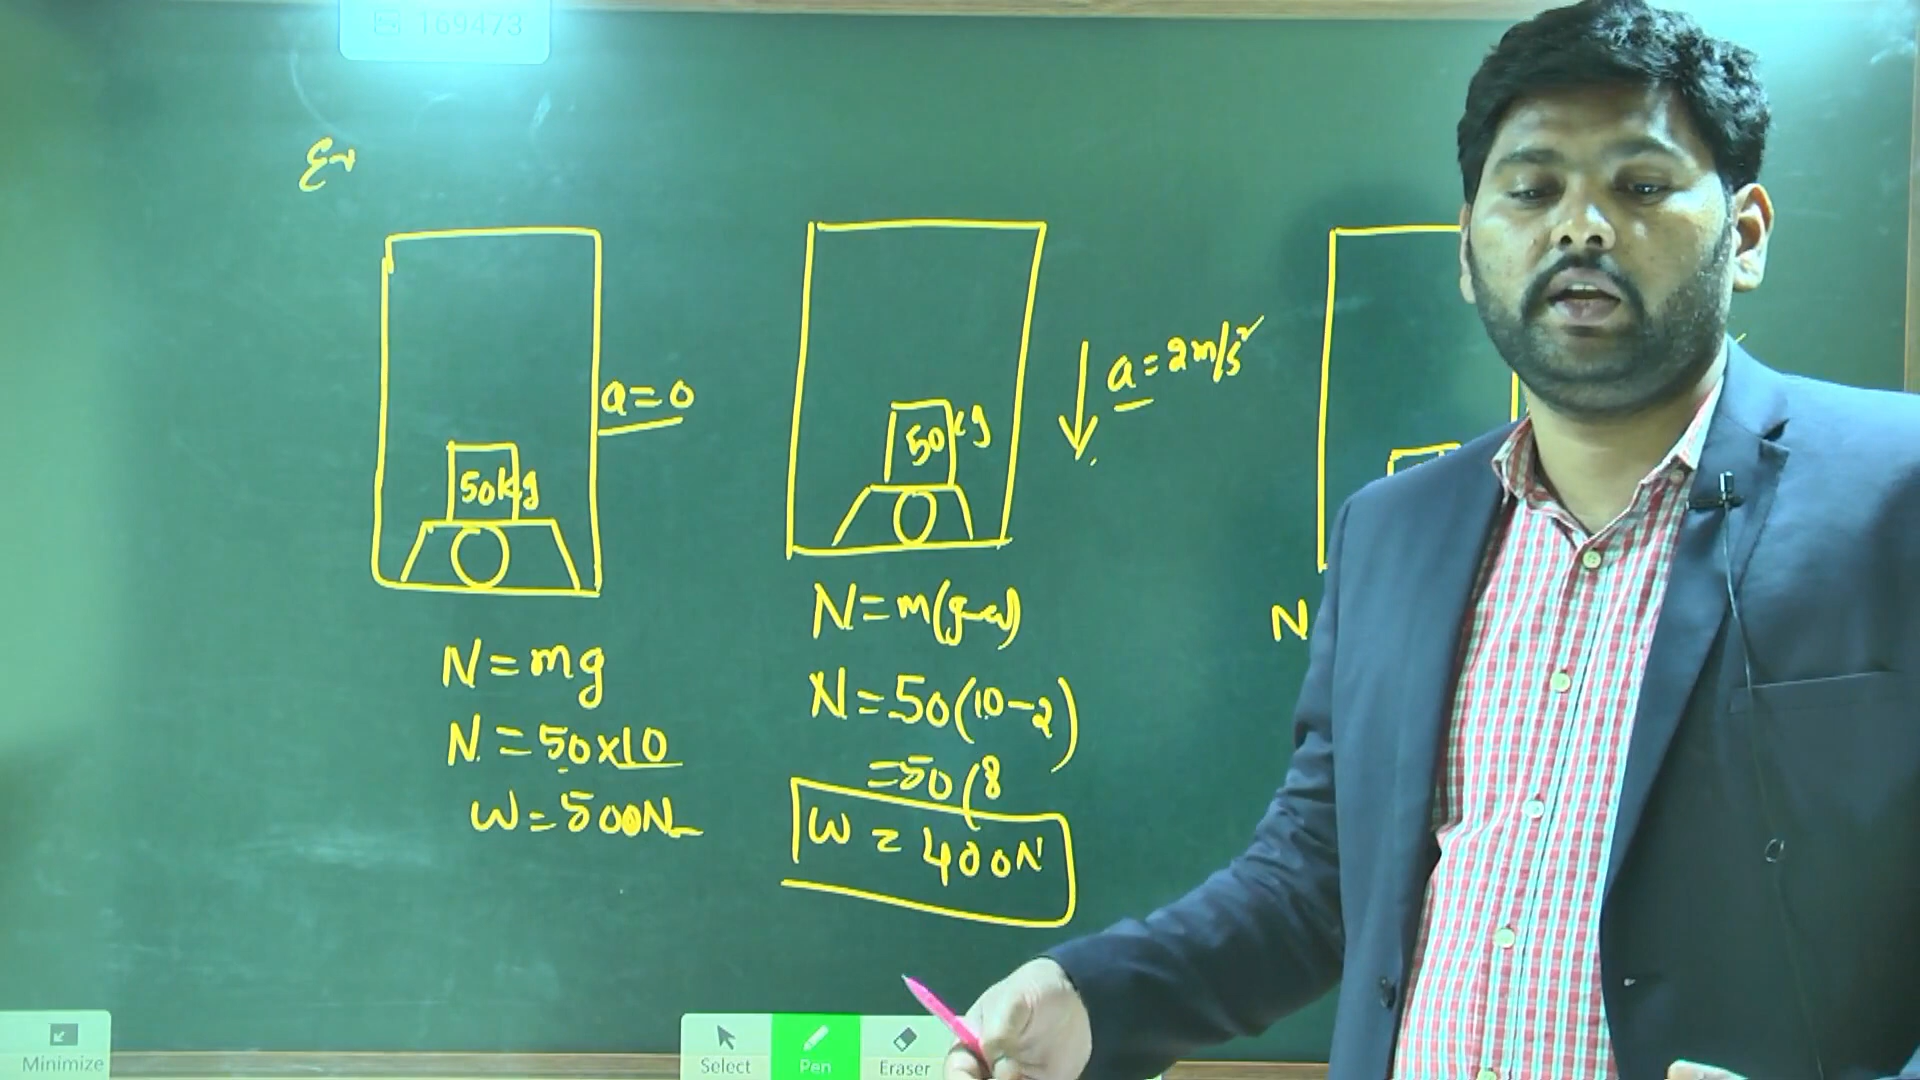 169473
Ex
a=0
50kg
N=mg
N=50×10
W=500N
a=2m/s²
50kg
N=m(g-a)
N=50(10-2)
=50(8
W=400N
N
Minimize
Select
Pen
Eraser